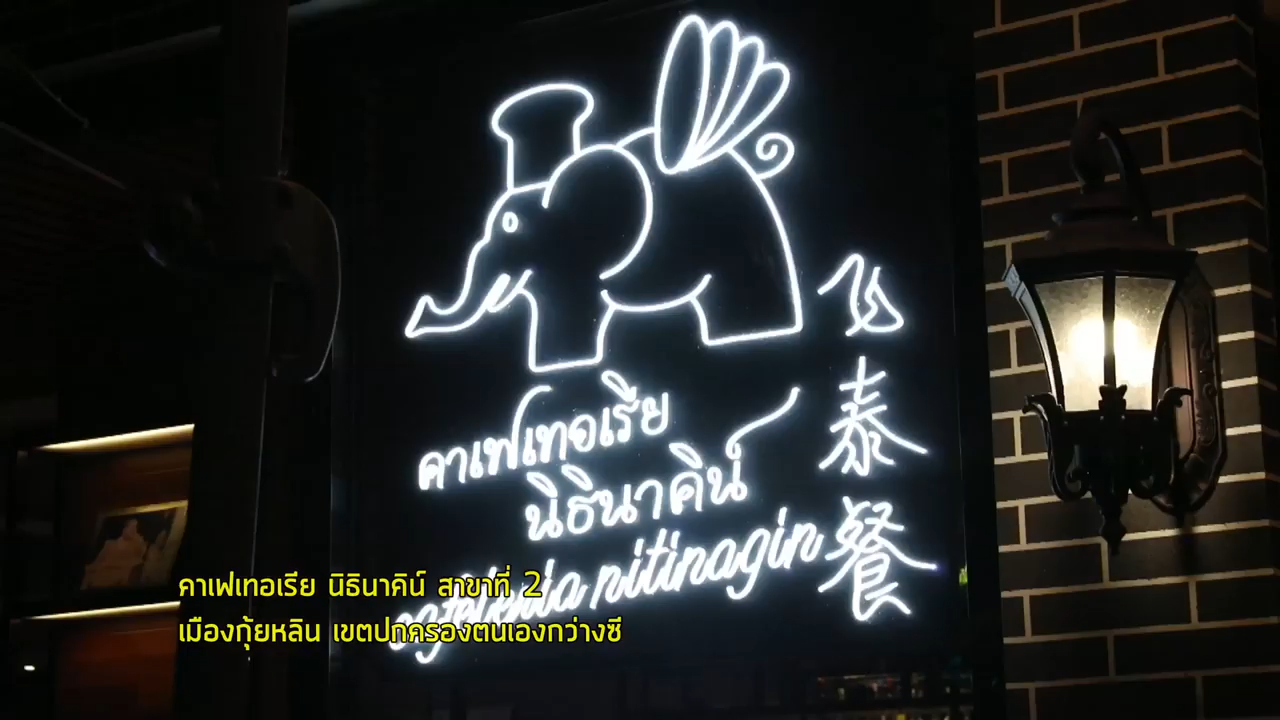 คาเฟเทอเรีย
นิธินาคิน์
cafeteria nitinagin
飞泰餐
คาเฟเทอเรีย นิธินาคิน์ สาขาที่ 2
เมืองกุ้ยหลิน เขตปกครองตนเองกว่างซี